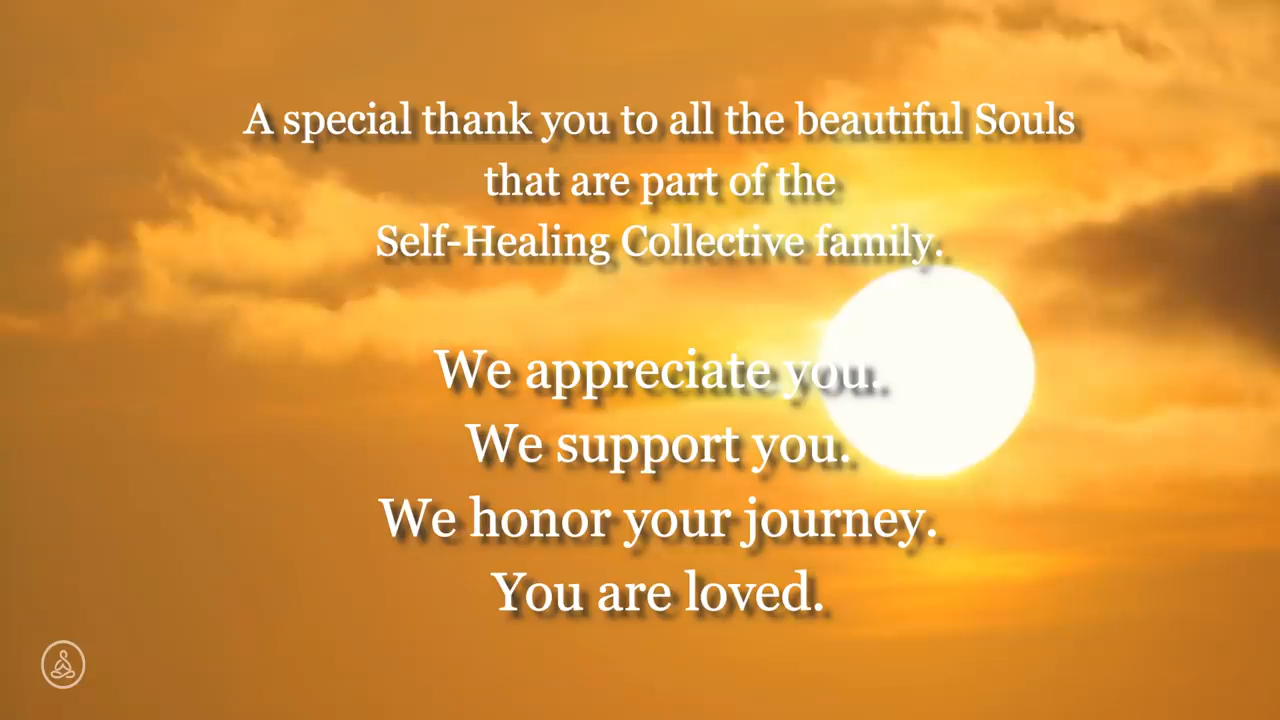 A special thank you to all the beautiful Souls
that are part of the
Self-Healing Collective family.
We appreciate you.
We support you.
We honor your journey.
You are loved.